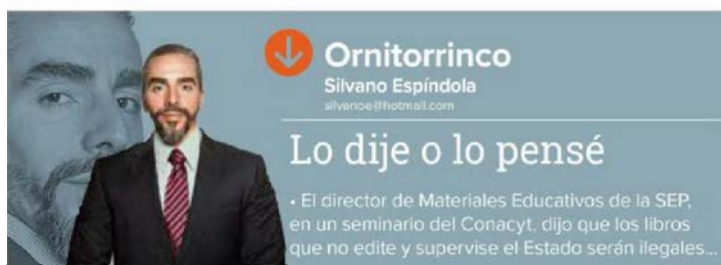 Ornitorrinco
Silvano Espíndola
silvanoe@hotmail.com
Lo dije o lo pensé
• El director de Materiales Educativos de la SEP,
en un seminario del Conacyt, dijo que los libros
que no edite y supervise el Estado serán ilegales...